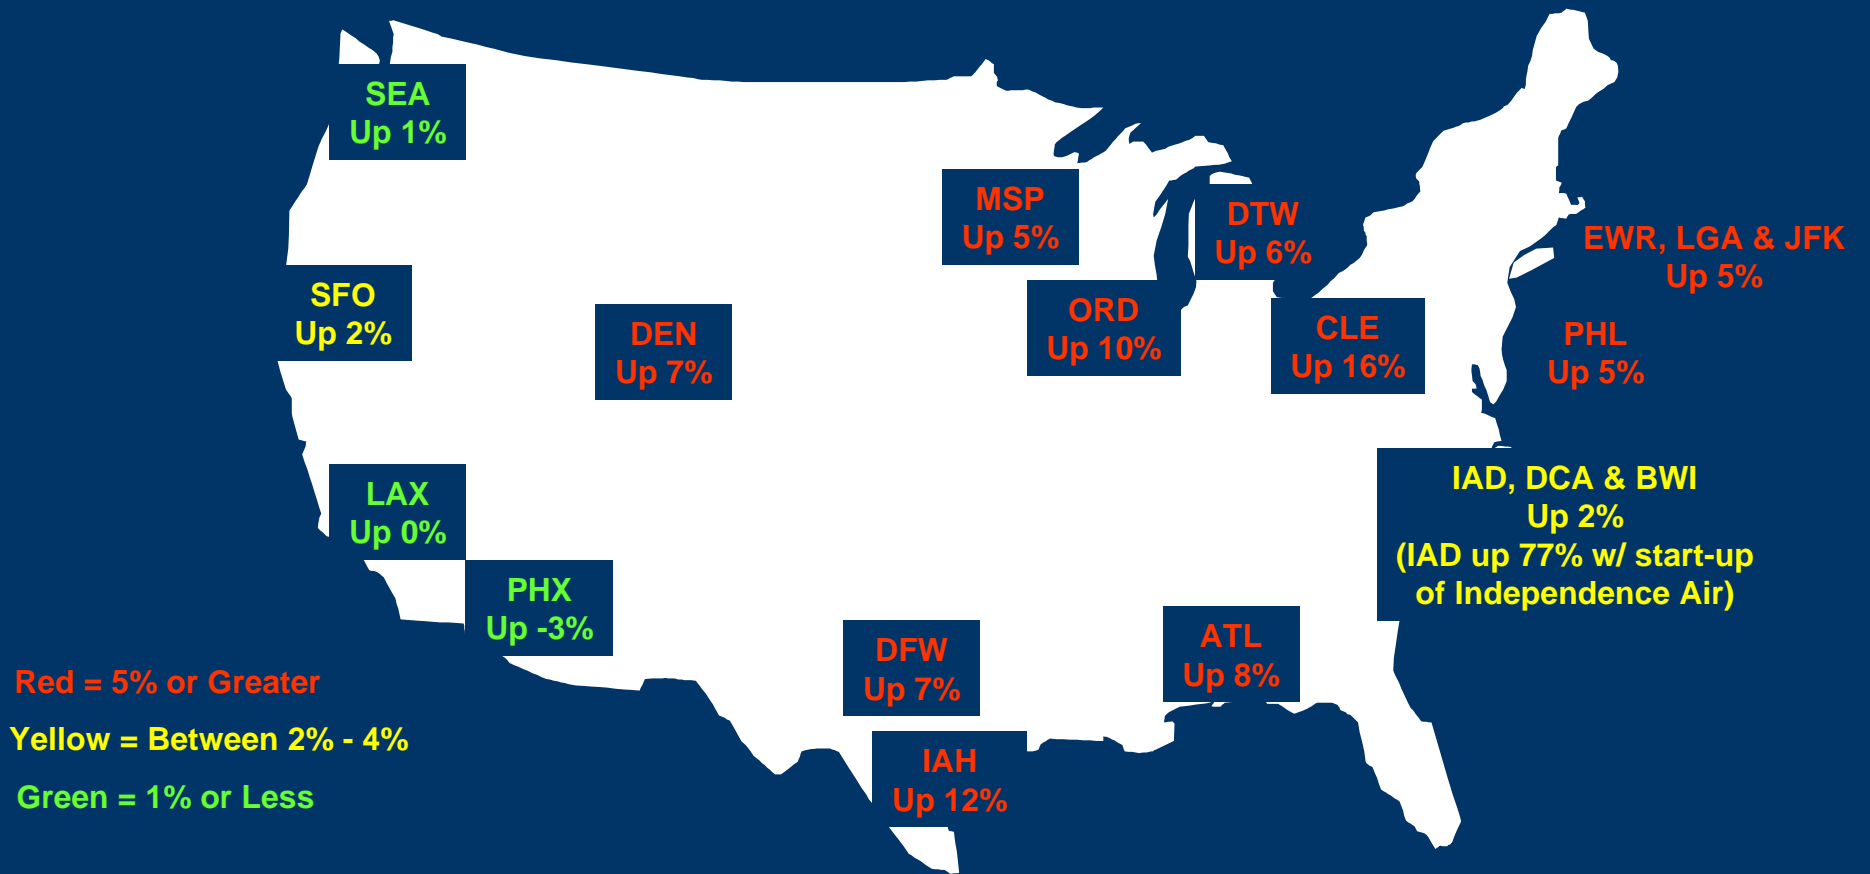 SEA
Up 1%
MSP
Up 5%
DTW
Up 6%
EWR, LGA & JFK
Up 5%
SFO
Up 2%
DEN
Up 7%
ORD
Up 10%
CLE
Up 16%
PHL
Up 5%
LAX
Up 0%
IAD, DCA & BWI
Up 2%
(IAD up 77% w/ start-up
of Independence Air)
PHX
Up -3%
DFW
Up 7%
ATL
Up 8%
IAH
Up 12%
Red = 5% or Greater
Yellow = Between 2% - 4%
Green = 1% or Less